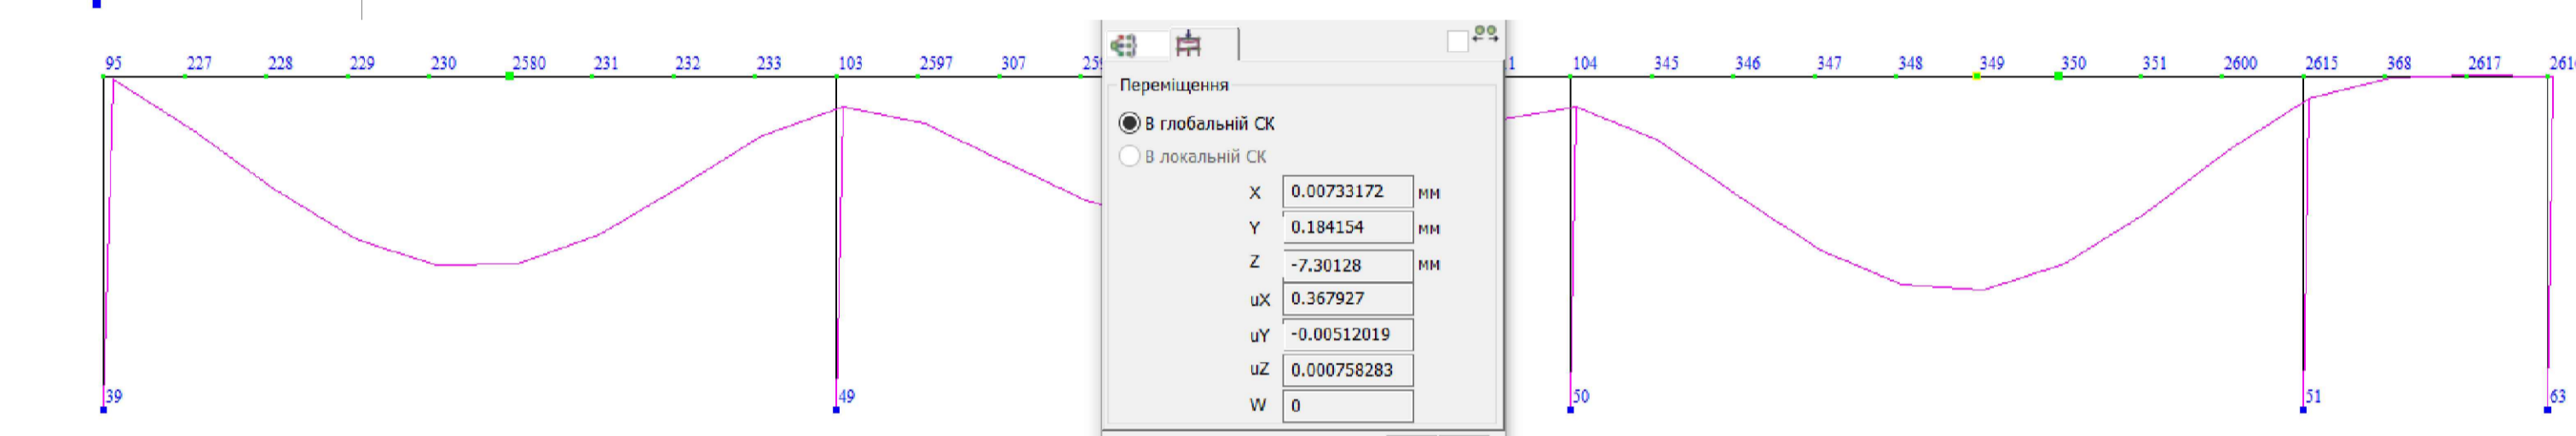 95 227 228 229 230 2580 231 232 233 103 2597 307 104 345 346 347 348 349 350 351 2600 2615 368 2617
Переміщення
В глобальній СК
В локальній СК
X 0.00733172 мм
Y 0.184154 мм
Z -7.30128 мм
uX 0.367927
uY -0.00512019
uZ 0.000758283
W 0
39 49 50 51 63